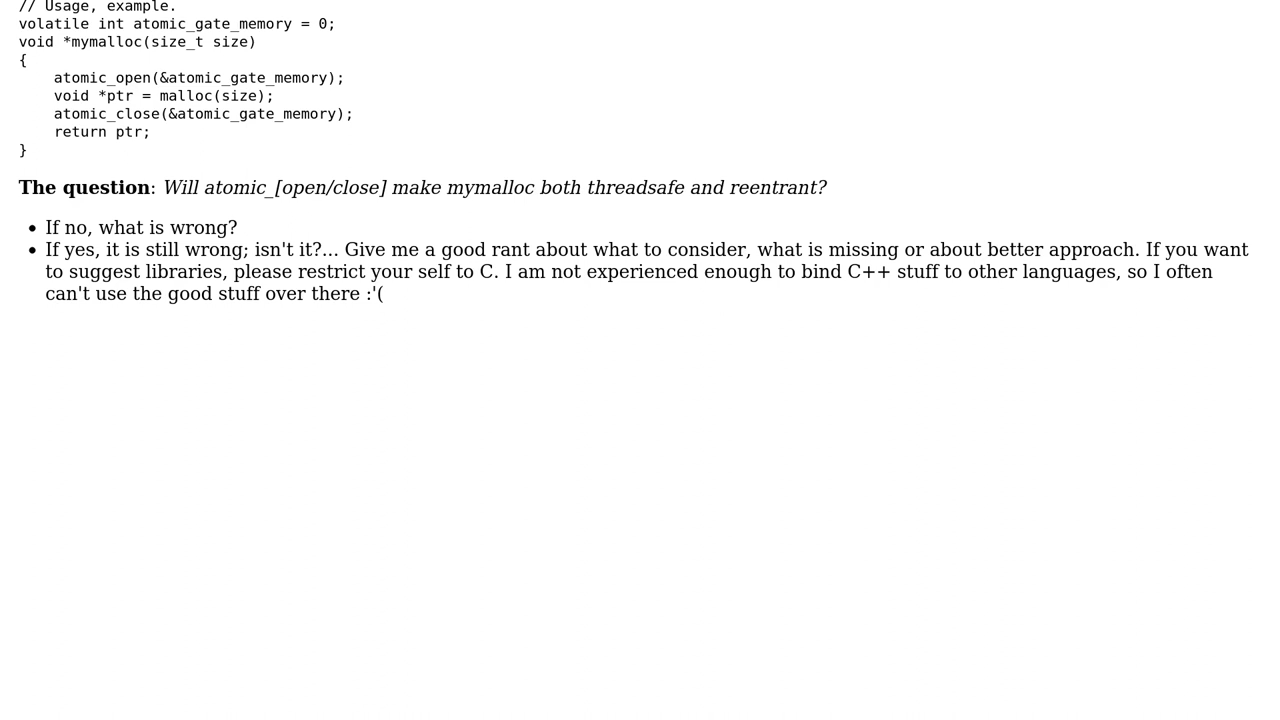 // Usage, example.
volatile int atomic_gate_memory = 0;
void *mymalloc(size_t size)
{
    atomic_open(&atomic_gate_memory);
    void *ptr = malloc(size);
    atomic_close(&atomic_gate_memory);
    return ptr;
}
The question: Will atomic_[open/close] make mymalloc both threadsafe and reentrant?
• If no, what is wrong?
• If yes, it is still wrong; isn't it?... Give me a good rant about what to consider, what is missing or about better approach. If you want
to suggest libraries, please restrict your self to C. I am not experienced enough to bind C++ stuff to other languages, so I often
can't use the good stuff over there :'(